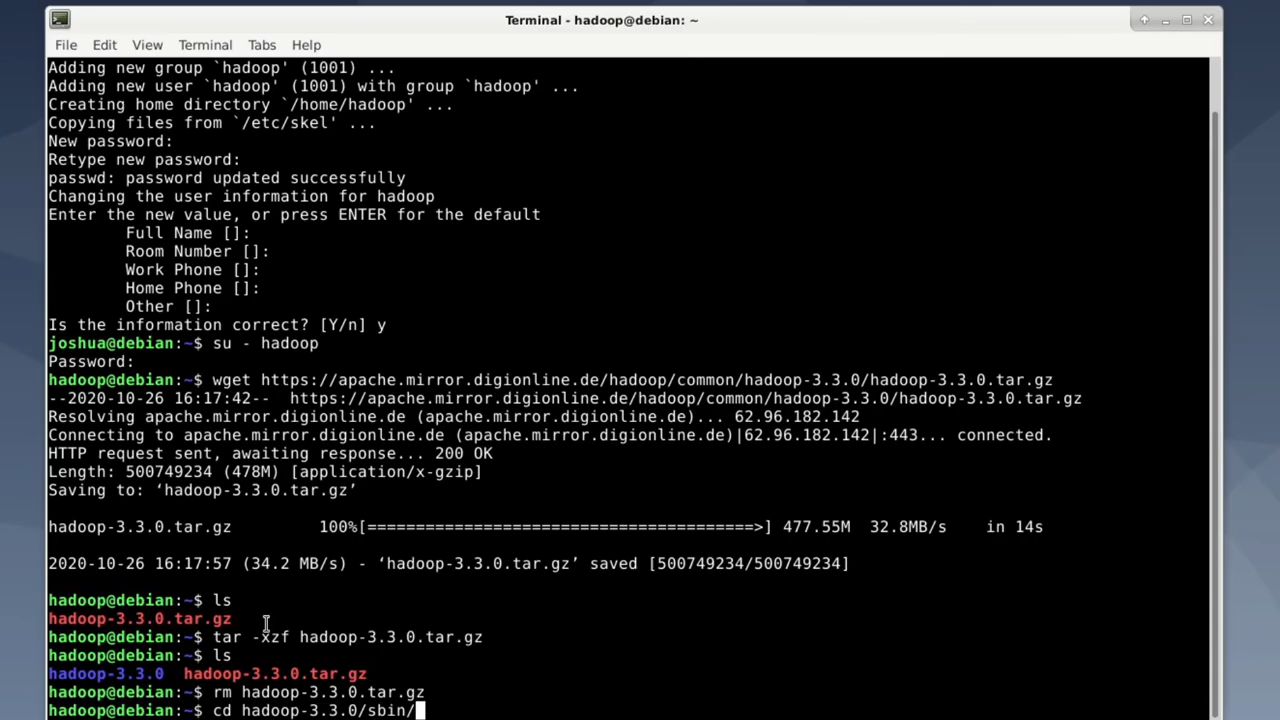 Terminal - hadoop@debian: ~
File Edit View Terminal Tabs Help
Adding new group `hadoop' (1001) ...
Adding new user `hadoop' (1001) with group `hadoop' ...
Creating home directory `/home/hadoop' ...
Copying files from `/etc/skel' ...
New password:
Retype new password:
passwd: password updated successfully
Changing the user information for hadoop
Enter the new value, or press ENTER for the default
Full Name []:
Room Number []:
Work Phone []:
Home Phone []:
Other []:
Is the information correct? [Y/n] y
joshua@debian:~$ su - hadoop
Password:
hadoop@debian:~$ wget https://apache.mirror.digionline.de/hadoop/common/hadoop-3.3.0/hadoop-3.3.0.tar.gz
--2020-10-26 16:17:42--  https://apache.mirror.digionline.de/hadoop/common/hadoop-3.3.0/hadoop-3.3.0.tar.gz
Resolving apache.mirror.digionline.de (apache.mirror.digionline.de)... 62.96.182.142
Connecting to apache.mirror.digionline.de (apache.mirror.digionline.de)|62.96.182.142|:443... connected.
HTTP request sent, awaiting response... 200 OK
Length: 500749234 (478M) [application/x-gzip]
Saving to: ‘hadoop-3.3.0.tar.gz’
hadoop-3.3.0.tar.gz 100%[========================================>] 477.55M 32.8MB/s in 14s
2020-10-26 16:17:57 (34.2 MB/s) - ‘hadoop-3.3.0.tar.gz’ saved [500749234/500749234]
hadoop@debian:~$ ls
hadoop-3.3.0.tar.gz
hadoop@debian:~$ tar -xzf hadoop-3.3.0.tar.gz
hadoop@debian:~$ ls
hadoop-3.3.0  hadoop-3.3.0.tar.gz
hadoop@debian:~$ rm hadoop-3.3.0.tar.gz
hadoop@debian:~$ cd hadoop-3.3.0/sbin/